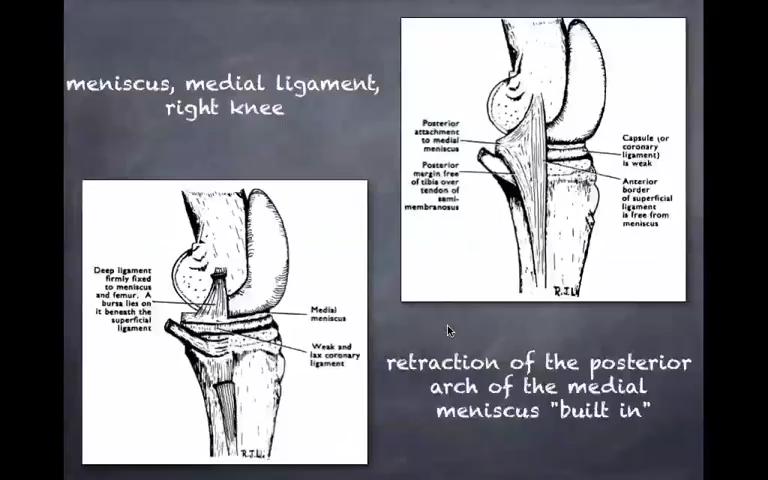 meniscus, medial ligament,
right knee
Posterior
attachment
to medial
meniscus
Posterior
margin free
of tibia over
tendon of
semi-
membranosus
Capsule (or
coronary
ligament)
is weak
Anterior
border
of superficial
ligament
is free from
meniscus
R.J.L.
Deep ligament
firmly fixed
to meniscus
and femur. A
bursa lies on
it beneath the
superficial
ligament
Medial
meniscus
Weak and
lax coronary
ligament
R.J.L.
retraction of the posterior
arch of the medial
meniscus "built in"